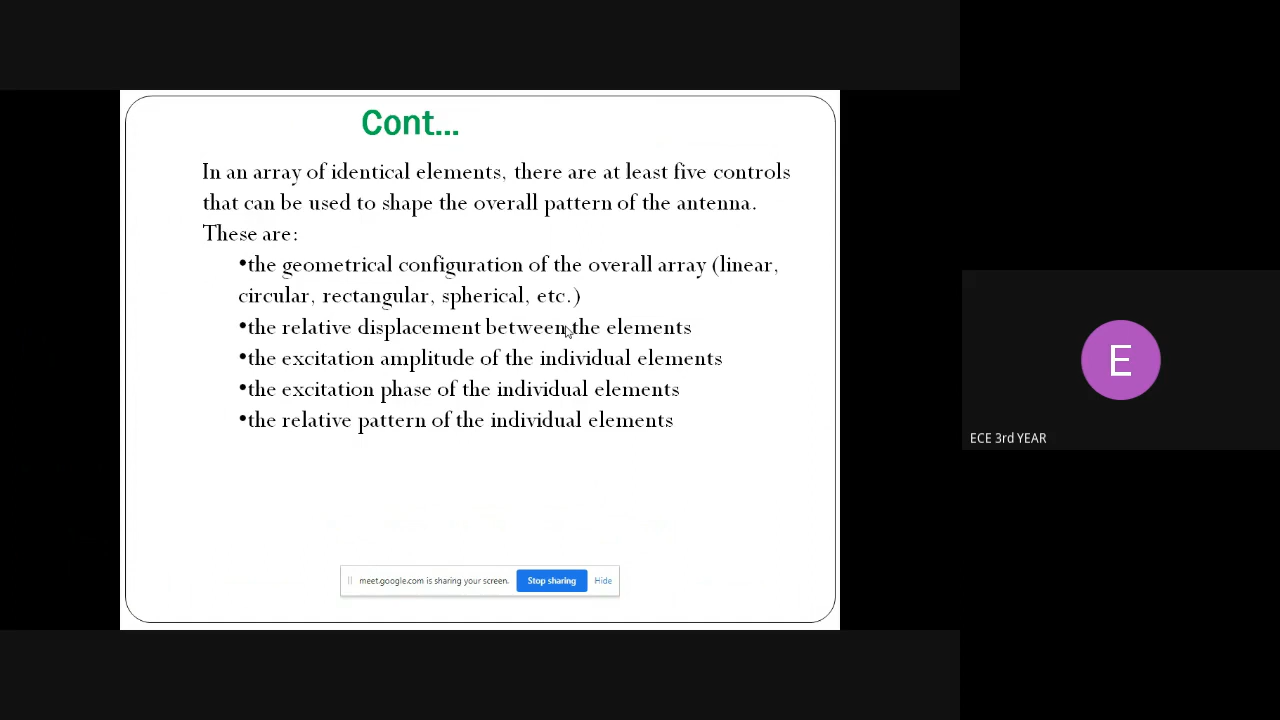 Cont...
In an array of identical elements, there are at least five controls
that can be used to shape the overall pattern of the antenna.
These are:
•the geometrical configuration of the overall array (linear,
circular, rectangular, spherical, etc.)
•the relative displacement between the elements
•the excitation amplitude of the individual elements
•the excitation phase of the individual elements
•the relative pattern of the individual elements
meet.google.com is sharing your screen.
Stop sharing
Hide
E
ECE 3rd YEAR